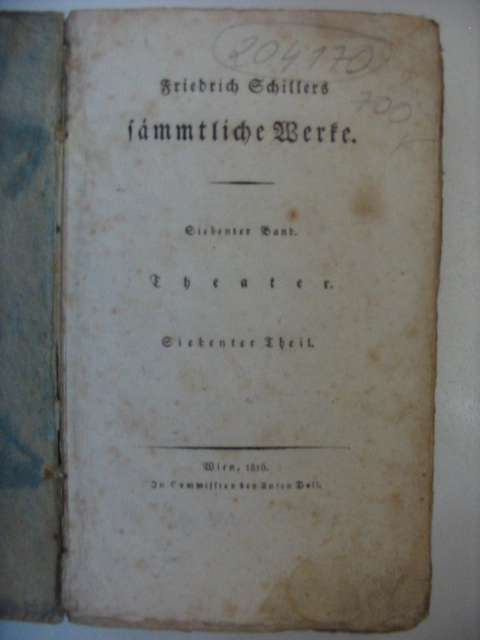 204170
700
Friedrich Schillers
sämmtliche Werke.
Siebenter Band.
Theater.
Siebenter Theil.
Wien, 1816.
In Commission bey Anton Doll.